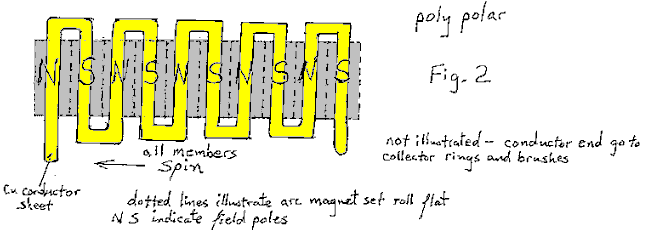 poly polar
N S N S N S N S N S
Fig. 2
not illustrated - conductor end go to
collector rings and brushes
all members
Spin
Cu conductor
sheet
dotted lines illustrate arc magnet set roll flat
N S indicate field poles